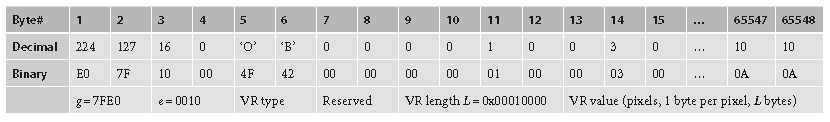 Byte# 1 2 3 4 5 6 7 8 9 10 11 12 13 14 15 … 65547 65548
Decimal 224 127 16 0 ‘O’ ‘B’ 0 0 0 0 1 0 0 3 0 … 10 10
Binary E0 7F 10 00 4F 42 00 00 00 00 01 00 00 03 00 … 0A 0A
g = 7FE0 e = 0010 VR type Reserved VR length L = 0x00010000 VR value (pixels, 1 byte per pixel, L bytes)